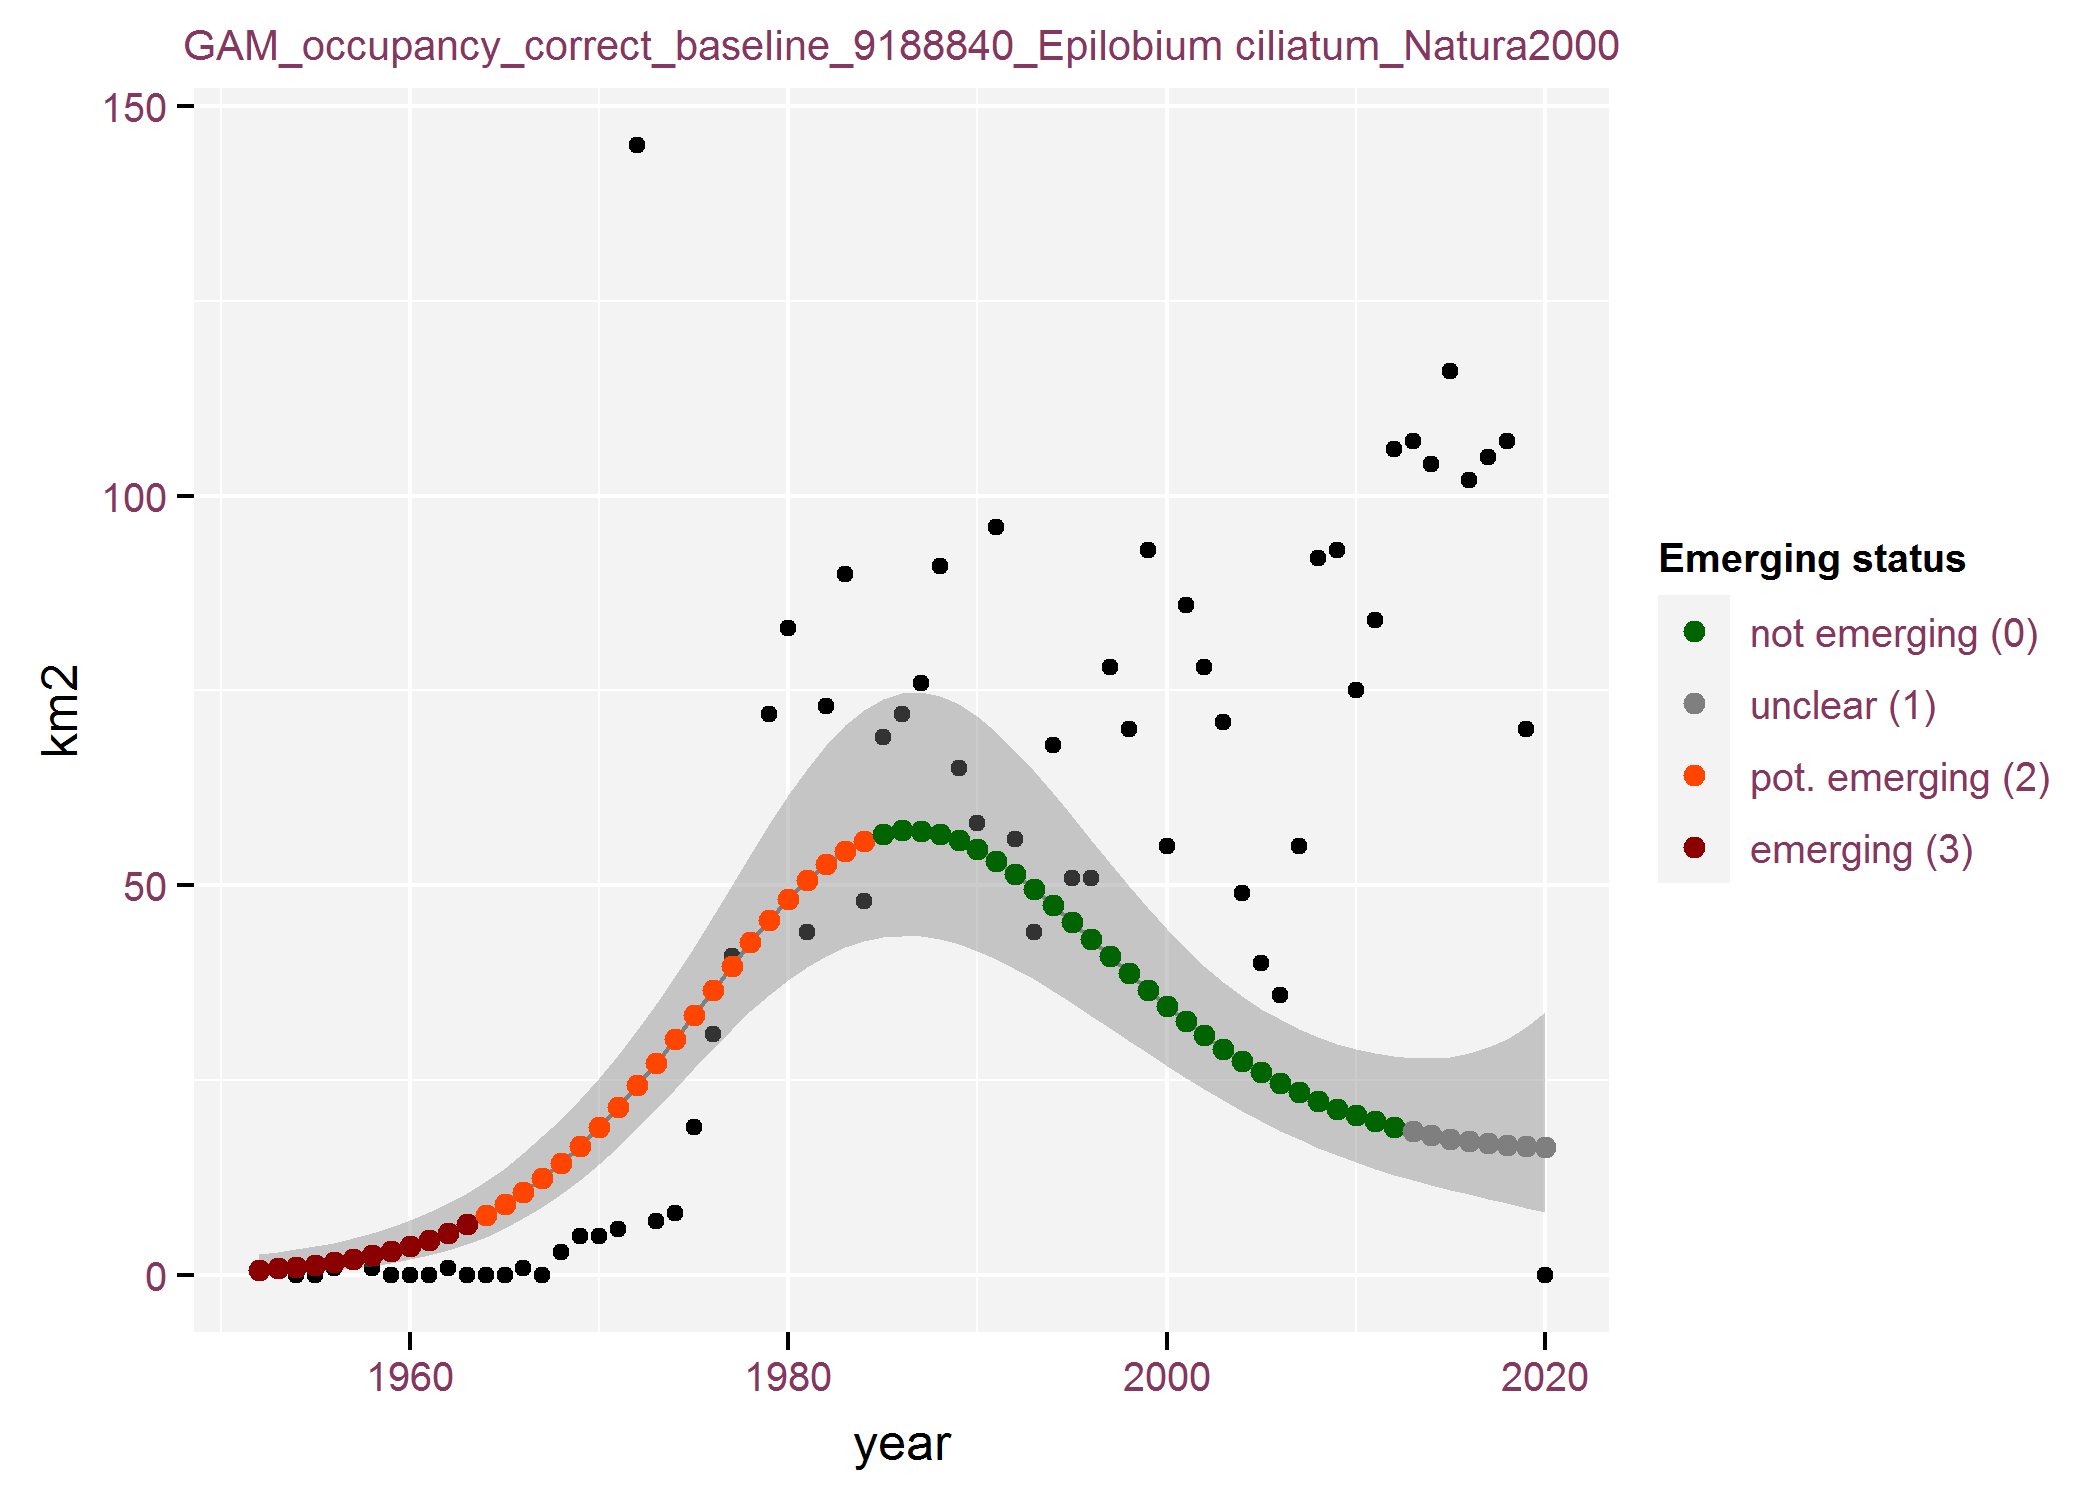 GAM_occupancy_correct_baseline_9188840_Epilobium ciliatum_Natura2000
150
100
50
0
km2
1960
1980
2000
2020
year
Emerging status
not emerging (0)
unclear (1)
pot. emerging (2)
emerging (3)